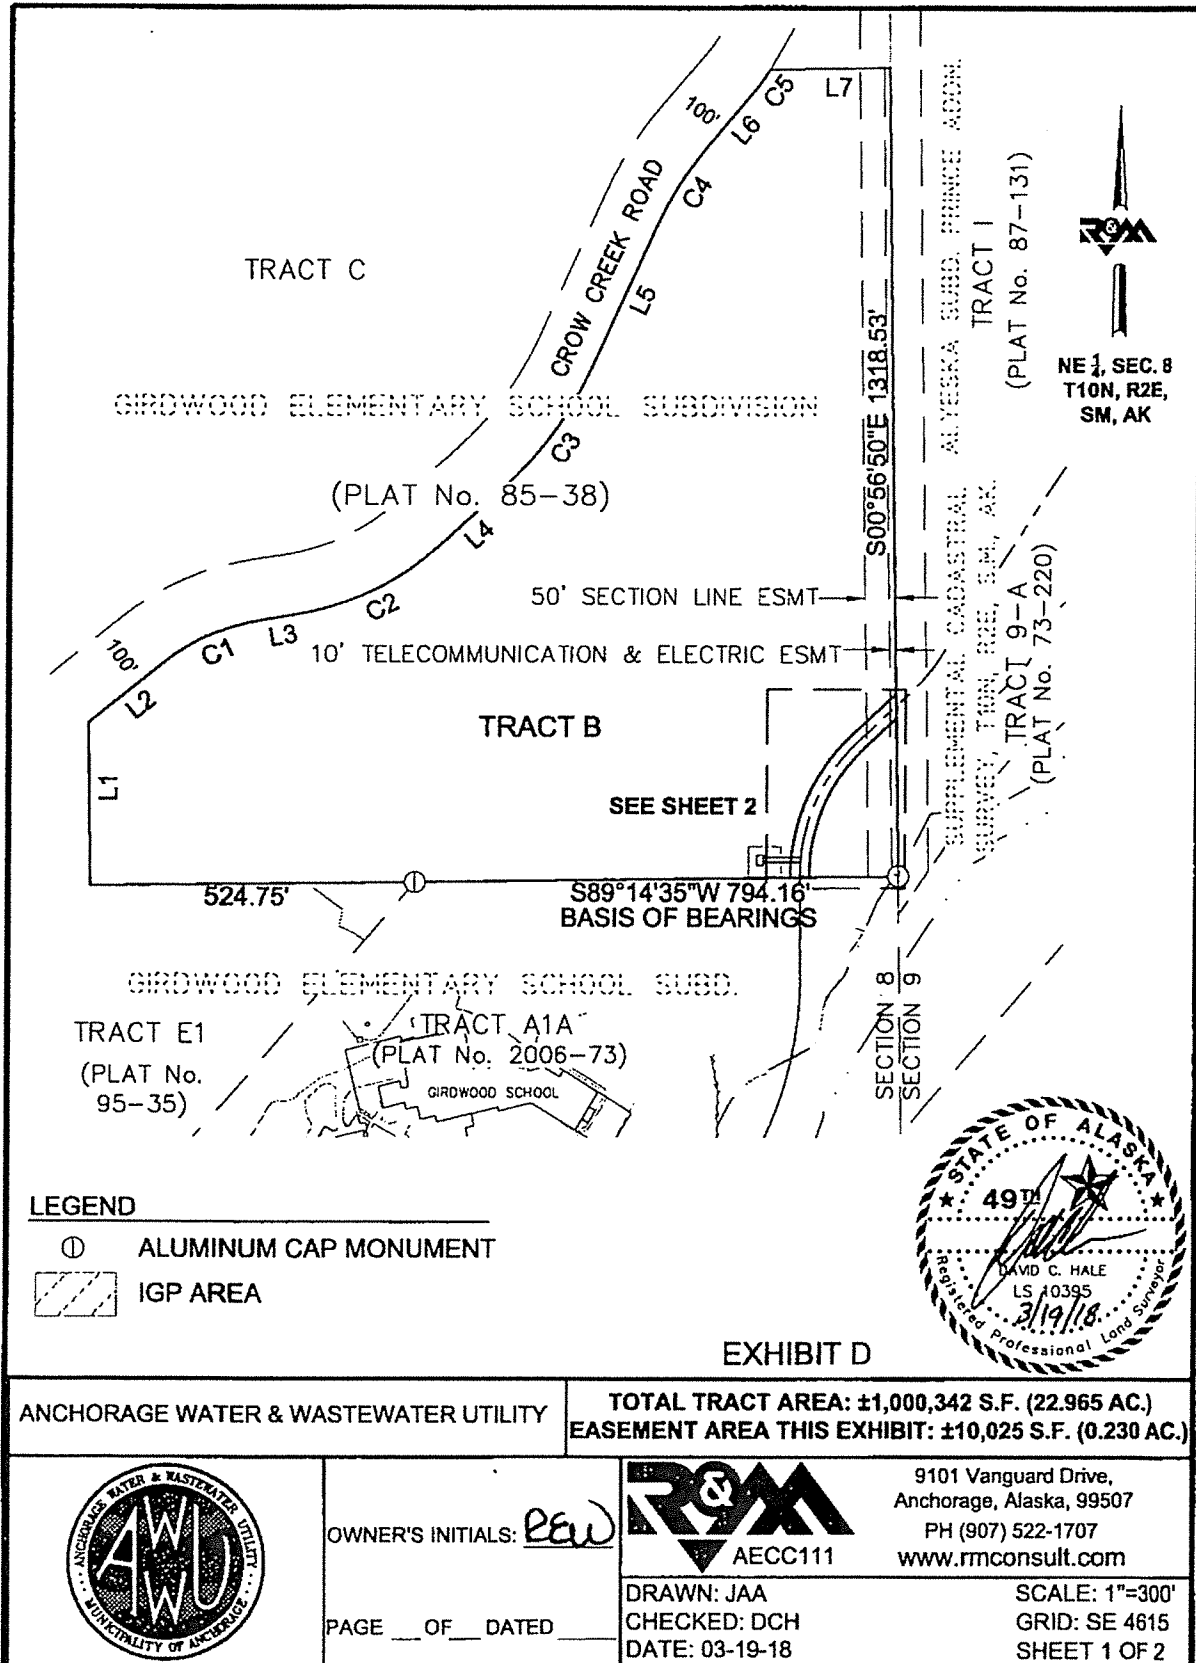 C5
L7
100'
L6
C4
CROW CREEK ROAD
TRACT C
L5
S00°56'50"E 1318.53'
ALYESKA SUBD. PRINCE ADDN.
TRACT I
(PLAT No. 87-131)
R&M
NE 1/4, SEC. 8
T10N, R2E,
SM, AK
GIRDWOOD ELEMENTARY SCHOOL SUBDIVISION
C3
(PLAT No. 85-38)
L4
50' SECTION LINE ESMT
C2
C1
L3
10' TELECOMMUNICATION & ELECTRIC ESMT
100'
L2
SUPPLEMENTAL CADASTRAL
SURVEY, T10N, R2E, S.M., AK.
TRACT 9-A
(PLAT No. 73-220)
TRACT B
L1
SEE SHEET 2
524.75'
S89°14'35"W 794.16'
BASIS OF BEARINGS
GIRDWOOD ELEMENTARY SCHOOL SUBD.
SECTION 8
SECTION 9
TRACT E1
(PLAT No.
95-35)
TRACT A1A
(PLAT No. 2006-73)
GIRDWOOD SCHOOL
STATE OF ALASKA
49TH
DAVID C. HALE
LS 10395
3/19/18
Registered Professional Land Surveyor
LEGEND
ALUMINUM CAP MONUMENT
IGP AREA
EXHIBIT D
ANCHORAGE WATER & WASTEWATER UTILITY
TOTAL TRACT AREA: ±1,000,342 S.F. (22.965 AC.)
EASEMENT AREA THIS EXHIBIT: ±10,025 S.F. (0.230 AC.)
ANCHORAGE WATER & WASTEWATER UTILITY
AWWU
MUNICIPALITY OF ANCHORAGE
OWNER'S INITIALS: REW
PAGE __ OF __ DATED ____
R&M
AECC111
9101 Vanguard Drive,
Anchorage, Alaska, 99507
PH (907) 522-1707
www.rmconsult.com
DRAWN: JAA
CHECKED: DCH
DATE: 03-19-18
SCALE: 1"=300'
GRID: SE 4615
SHEET 1 OF 2